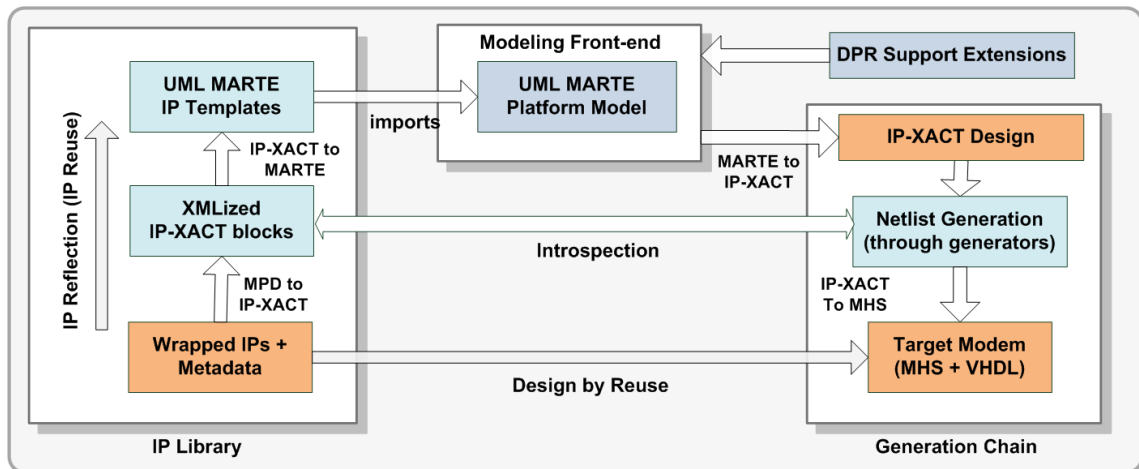 Modeling Front-end
UML MARTE
IP Templates
UML MARTE
Platform Model
DPR Support Extensions
imports
IP-XACT to
MARTE
MARTE to
IP-XACT
IP-XACT Design
IP Reflection (IP Reuse)
XMLized
IP-XACT blocks
Introspection
Netlist Generation
(through generators)
MPD to
IP-XACT
IP-XACT
To MHS
Wrapped IPs +
Metadata
Design by Reuse
Target Modem
(MHS + VHDL)
IP Library
Generation Chain